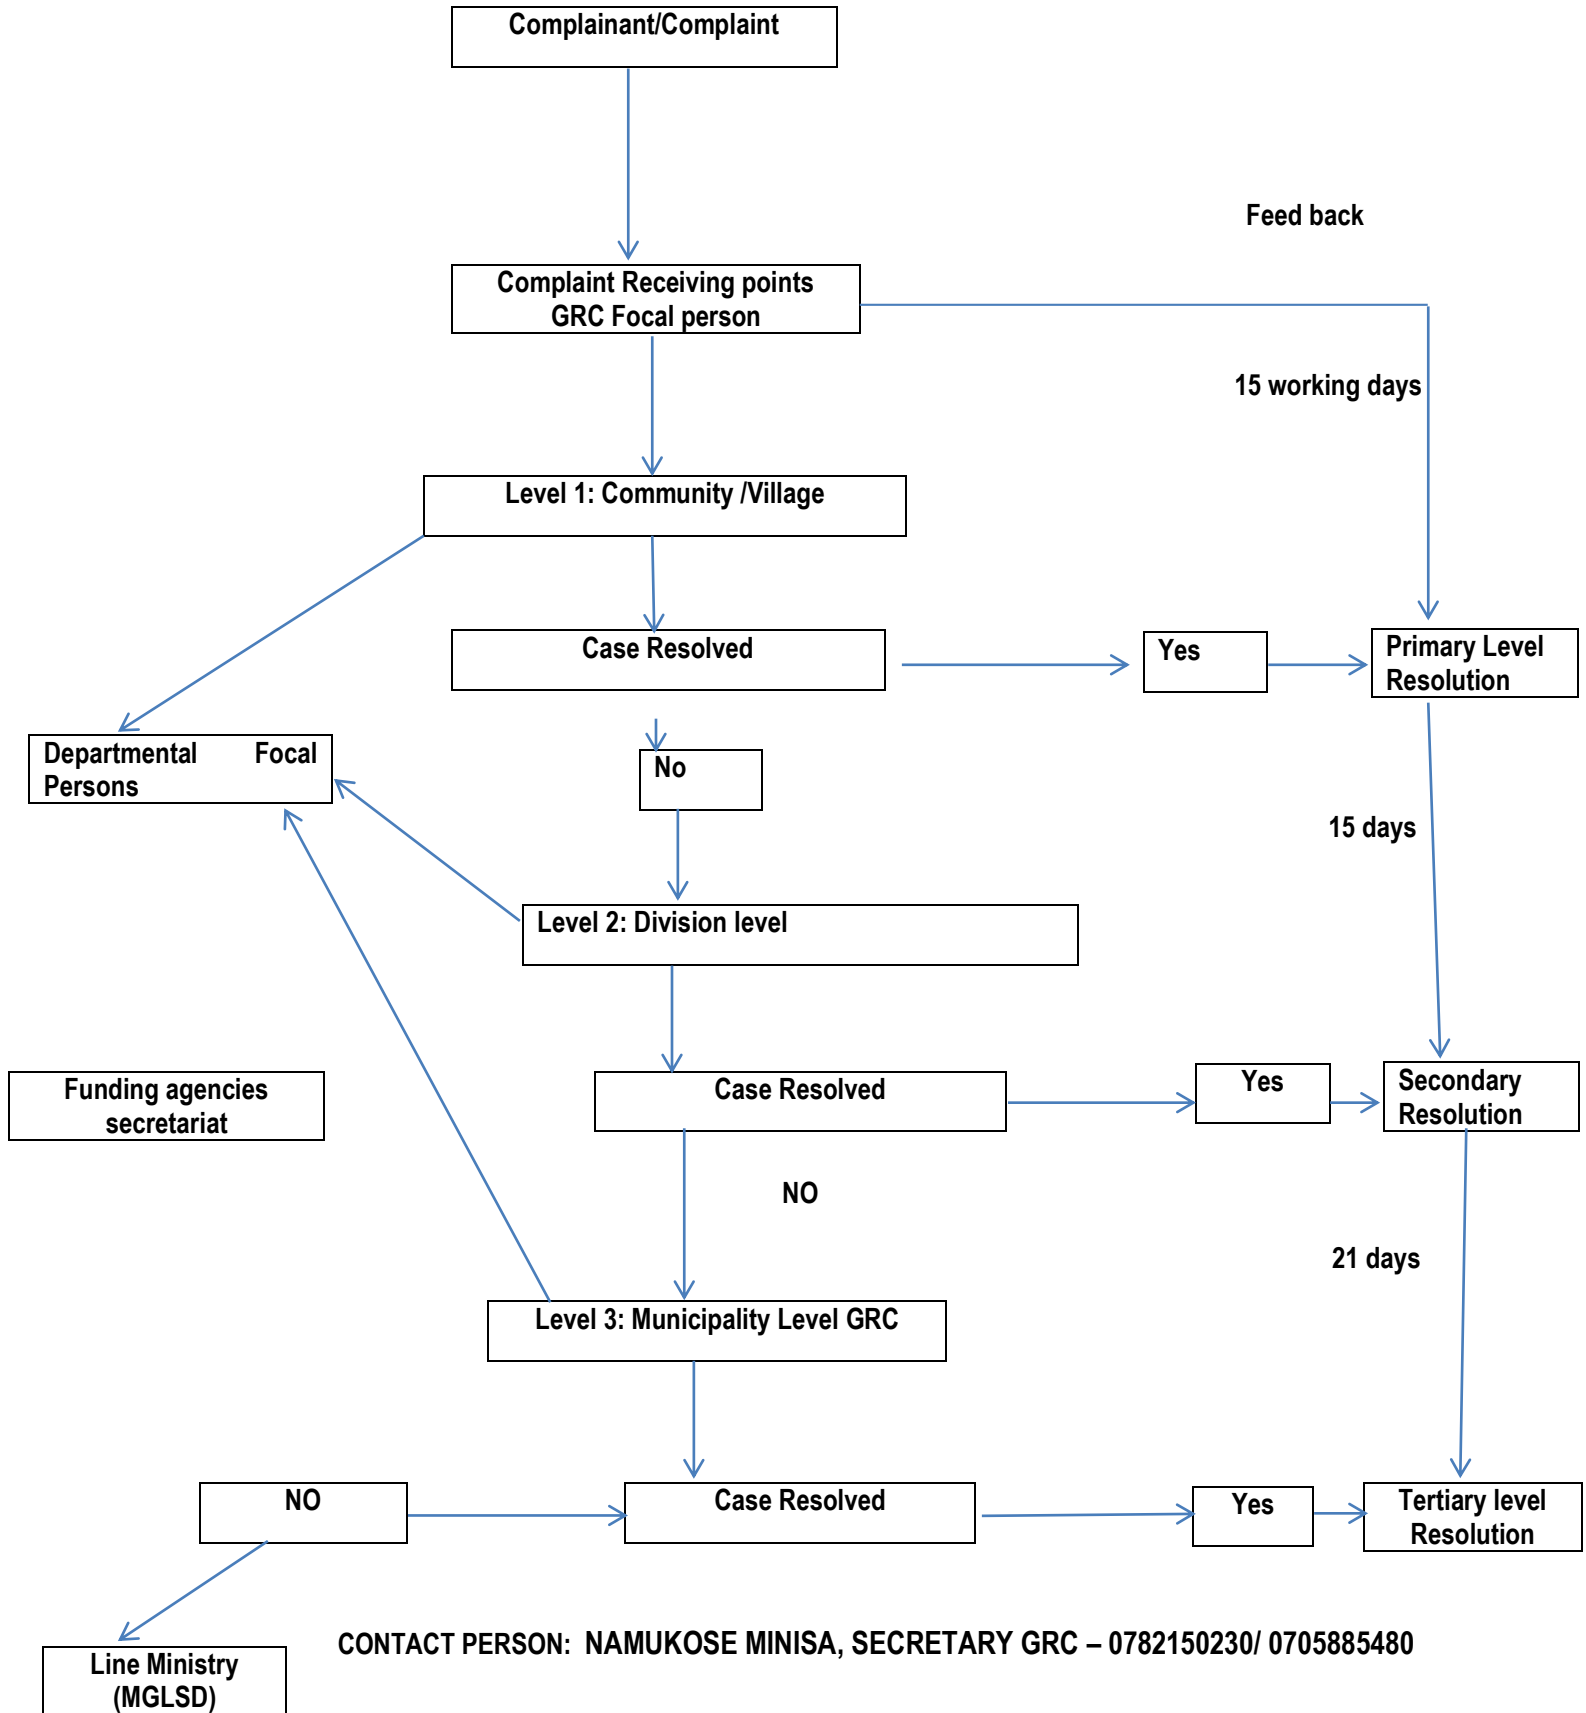 Complainant/Complaint
Feed back
Complaint Receiving points
GRC Focal person
15 working days
Level 1: Community /Village
Case Resolved
Yes
Primary Level
Resolution
Departmental Focal
Persons
No
15 days
Level 2: Division level
Funding agencies
secretariat
Case Resolved
Yes
Secondary
Resolution
NO
21 days
Level 3: Municipality Level GRC
NO
Case Resolved
Yes
Tertiary level
Resolution
CONTACT PERSON: NAMUKOSE MINISA, SECRETARY GRC – 0782150230/ 0705885480
Line Ministry
(MGLSD)